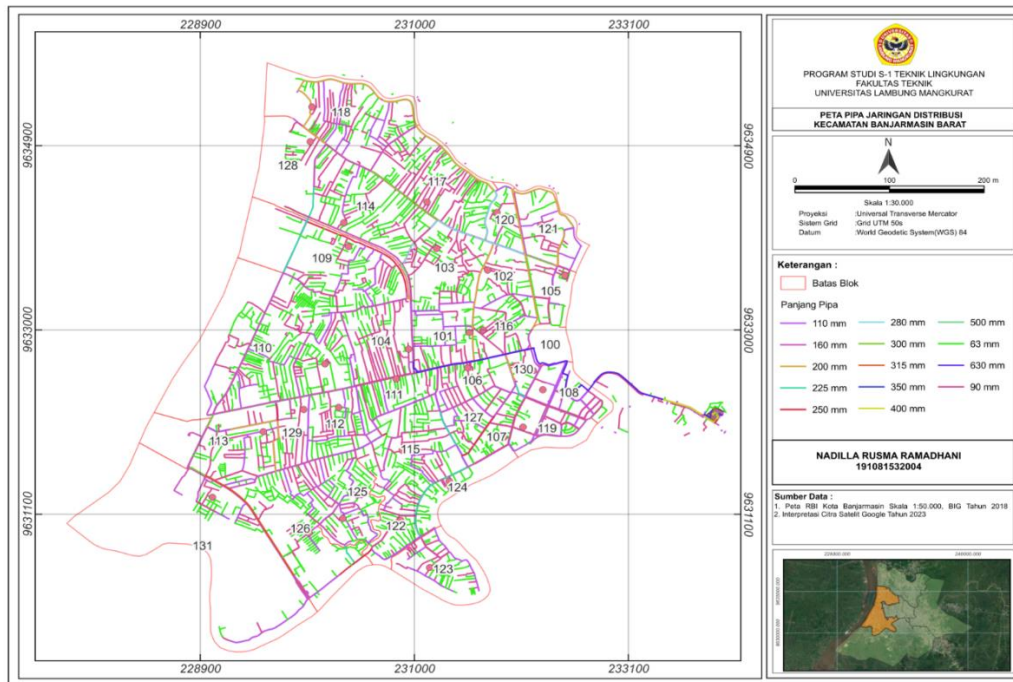 228900 231000 233100
9634900 9634900
9633000 9633000
9631100 9631100
228900 231000 233100
118
128
117
114
120
121
109
103
102
105
116
110
104
101
100
130
106
108
111
113
129
112
127
107
119
115
124
125
126
122
131
123
PROGRAM STUDI S-1 TEKNIK LINGKUNGAN
FAKULTAS TEKNIK
UNIVERSITAS LAMBUNG MANGKURAT
PETA PIPA JARINGAN DISTRIBUSI
KECAMATAN BANJARMASIN BARAT
N
0 100 200 m
Skala 1:30.000
Proyeksi :Universal Transverse Mercator
Sistem Grid :Grid UTM 50s
Datum :World Geodetic System(WGS) 84
Keterangan :
Batas Blok
Panjang Pipa
110 mm 280 mm 500 mm
160 mm 300 mm 63 mm
200 mm 315 mm 630 mm
225 mm 350 mm 90 mm
250 mm 400 mm
NADILLA RUSMA RAMADHANI
191081532004
Sumber Data :
1. Peta RBI Kota Banjarmasin Skala 1:50.000, BIG Tahun 2018
2. Interpretasi Citra Satelit Google Tahun 2023